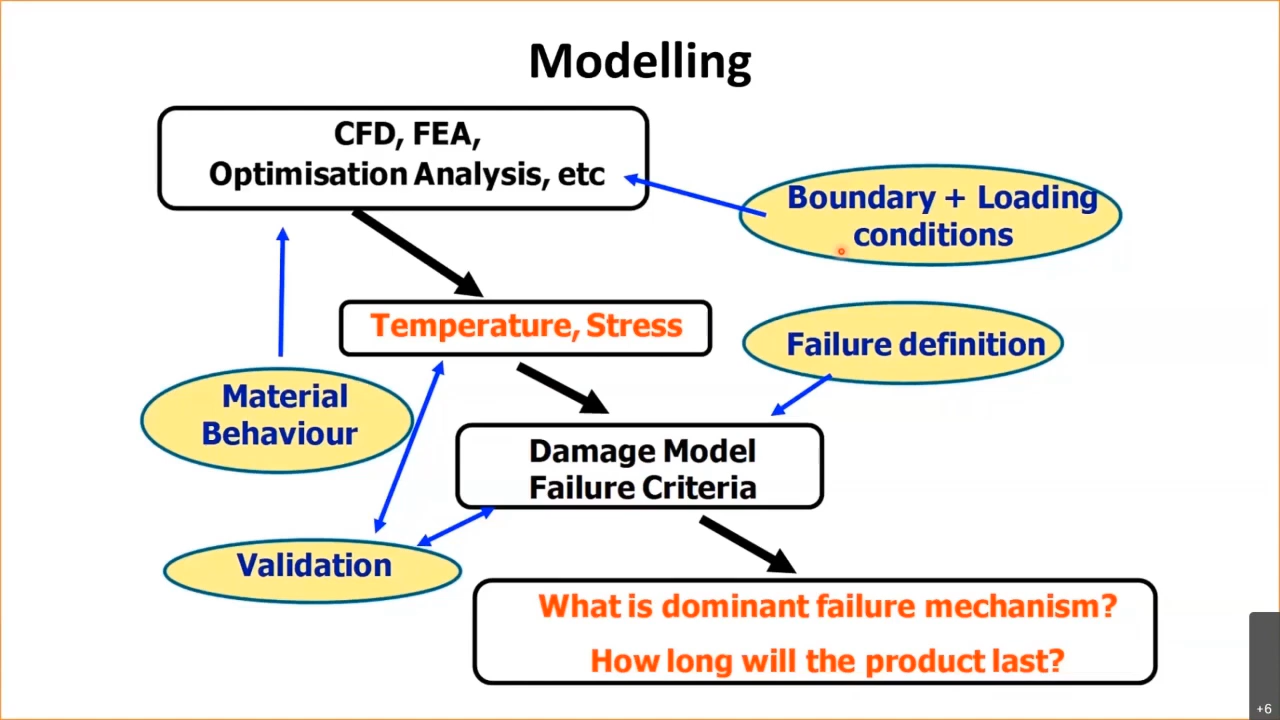 Modelling
CFD, FEA,
Optimisation Analysis, etc
Boundary + Loading
conditions
Temperature, Stress
Failure definition
Material
Behaviour
Damage Model
Failure Criteria
Validation
What is dominant failure mechanism?
How long will the product last?
+6